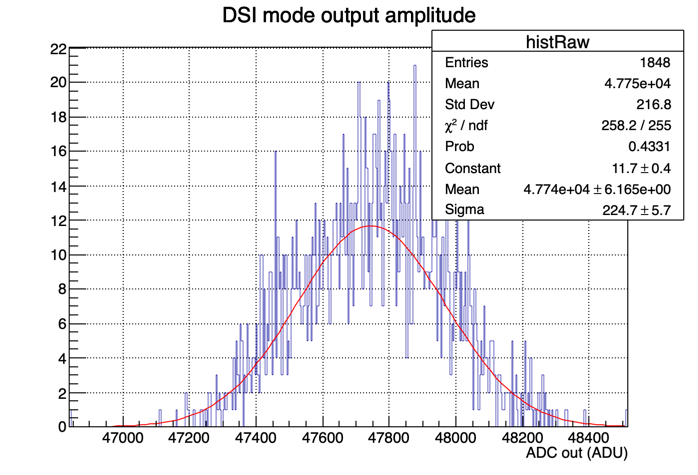 DSI mode output amplitude
histRaw
Entries 1848
Mean 4.775e+04
Std Dev 216.8
χ² / ndf 258.2 / 255
Prob 0.4331
Constant 11.7 ± 0.4
Mean 4.774e+04 ± 6.165e+00
Sigma 224.7 ± 5.7
22
20
18
16
14
12
10
8
6
4
2
0
47000 47200 47400 47600 47800 48000 48200 48400
ADC out (ADU)